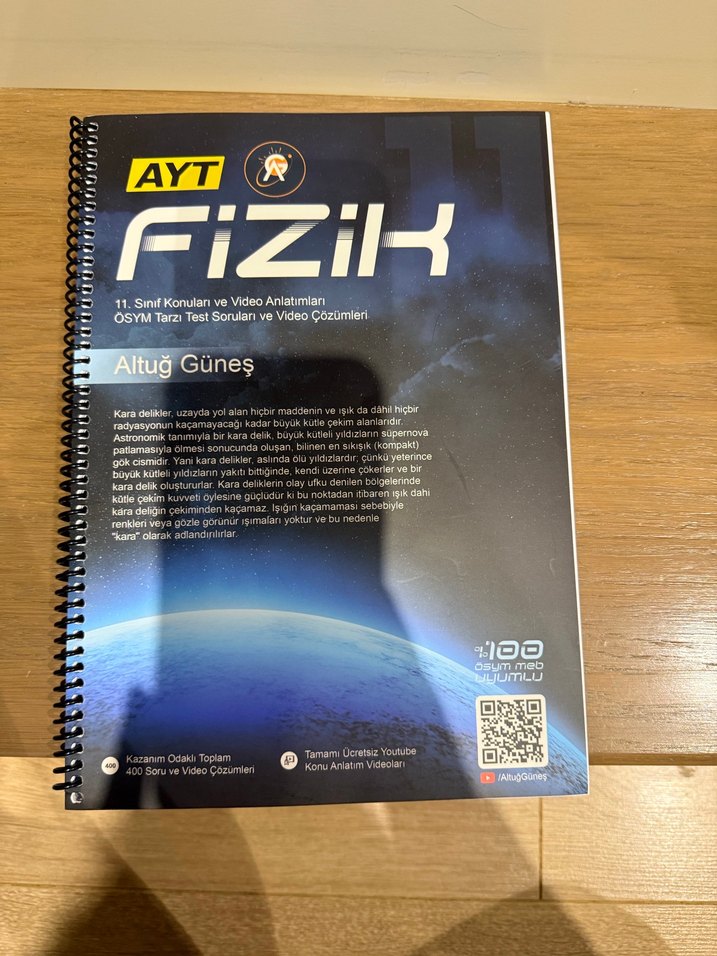 11
AYT
FiZiK
11. Sınıf Konuları ve Video Anlatımları
ÖSYM Tarzı Test Soruları ve Video Çözümleri
Altuğ Güneş
Kara delikler, uzayda yol alan hiçbir maddenin ve ışık da dâhil hiçbir
radyasyonun kaçamayacağı kadar büyük kütle çekim alanlarıdır.
Astronomik tanımıyla bir kara delik, büyük kütleli yıldızların süpernova
patlamasıyla ölmesi sonucunda oluşan, bilinen en sıkışık (kompakt)
gök cismidir. Yani kara delikler, aslında ölü yıldızlardır; çünkü yeterince
büyük kütleli yıldızların yakıtı bittiğinde, kendi üzerine çökerler ve bir
kara delik oluştururlar. Kara deliklerin olay ufku denilen bölgelerinde
kütle çekim kuvveti öylesine güçlüdür ki bu noktadan itibaren ışık dahi
kara deliğin çekiminden kaçamaz. Işığın kaçamaması sebebiyle
renkleri veya gözle görünür ışımaları yoktur ve bu nedenle
"kara" olarak adlandırılırlar.
%100
ösym meb
uyumlu
400
Kazanım Odaklı Toplam
400 Soru ve Video Çözümleri
Tamamı Ücretsiz Youtube
Konu Anlatım Videoları
/AltuğGüneş